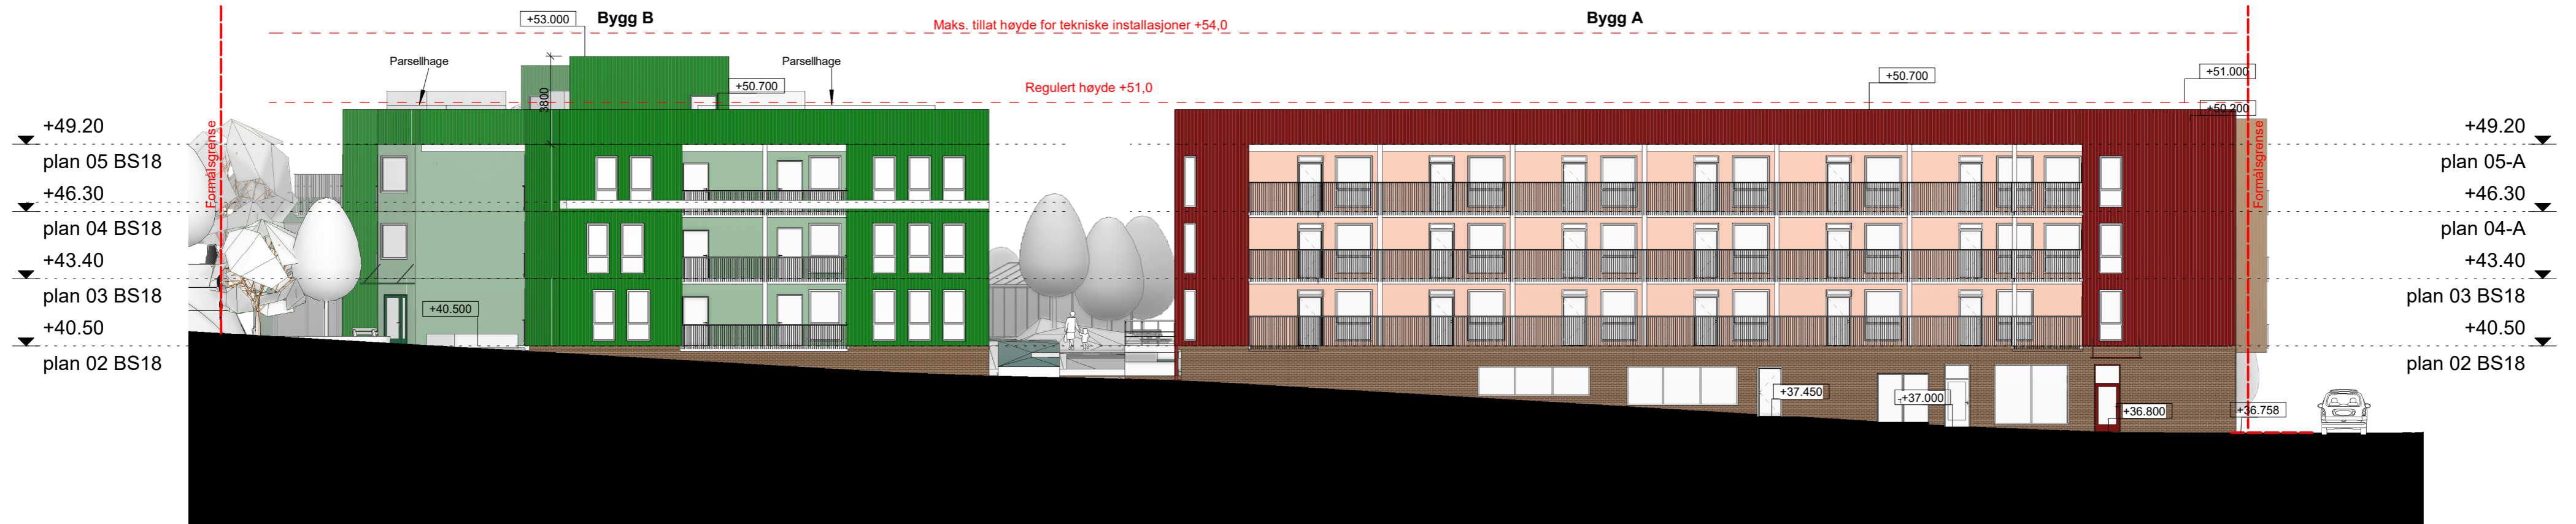 +53.000
Bygg B
Bygg A
Maks. tillat høyde for tekniske installasjoner +54,0
Parsellhage
Parsellhage
+50.700
3800
Regulert høyde +51,0
+50.700
+51.000
+50.200
Formålsgrense
Formålsgrense
+49.20
plan 05 BS18
+46.30
plan 04 BS18
+43.40
plan 03 BS18
+40.50
plan 02 BS18
+40.500
+49.20
plan 05-A
+46.30
plan 04-A
+43.40
plan 03 BS18
+40.50
plan 02 BS18
+37.450
+37.000
+36.800
+36.758